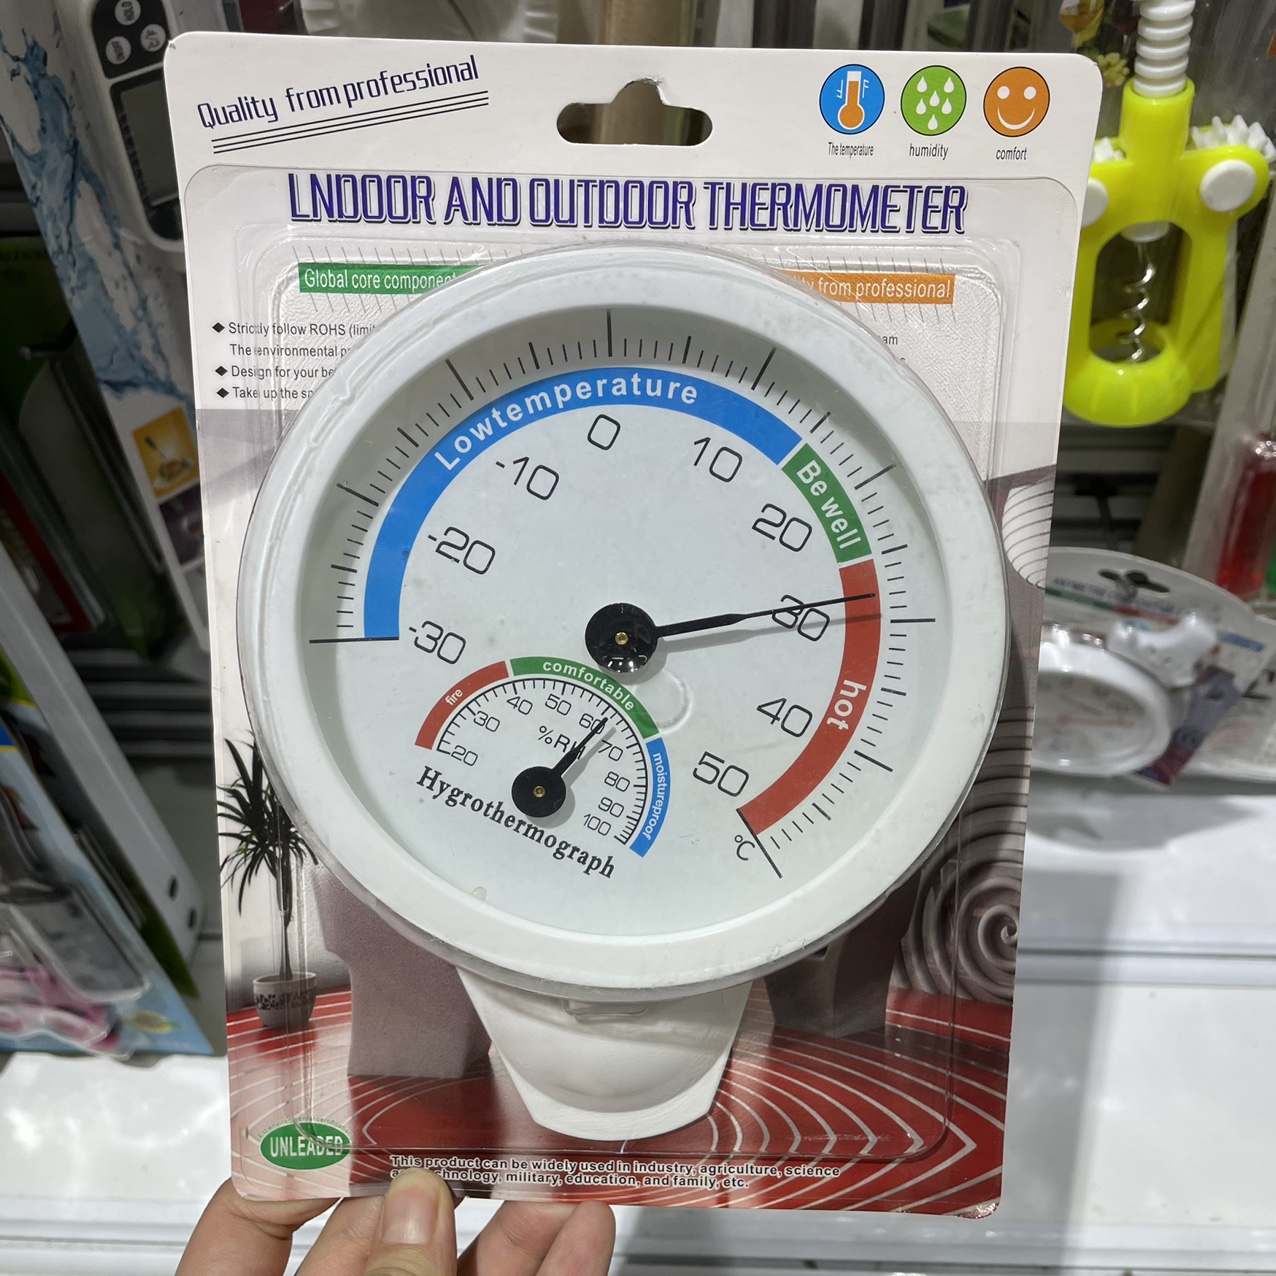 Quality from professional
The temperature
humidity
comfort
LNDOOR AND OUTDOOR THERMOMETER
Global core
from professional
Strictly follow ROHS
The environmental
Design for your
Take up the
Lowtemperature
Be well
hot
-30
-20
-10
0
10
20
30
40
50
°C
fire
comfortable
moistureproof
20
30
40
50
60
70
80
90
100
%RH
Hygrothermograph
UNLEADED
This product can be widely used in industry, agriculture, science
technology, military, education, and family, etc.